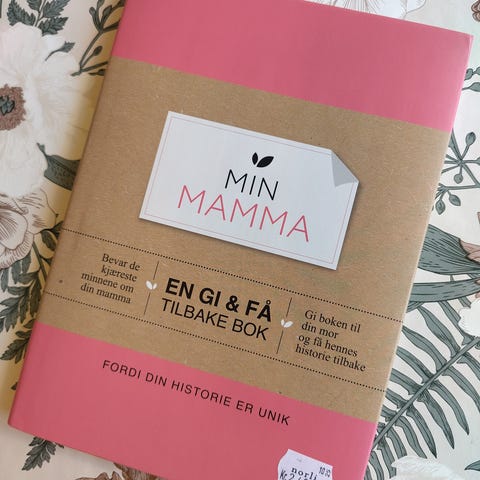 MIN
MAMMA
Bevar de
kjæreste
minnene om
din mamma
EN GI & FÅ
TILBAKE BOK
Gi boken til
din mor
og få hennes
historie tilbake
FORDI DIN HISTORIE ER UNIK
norli